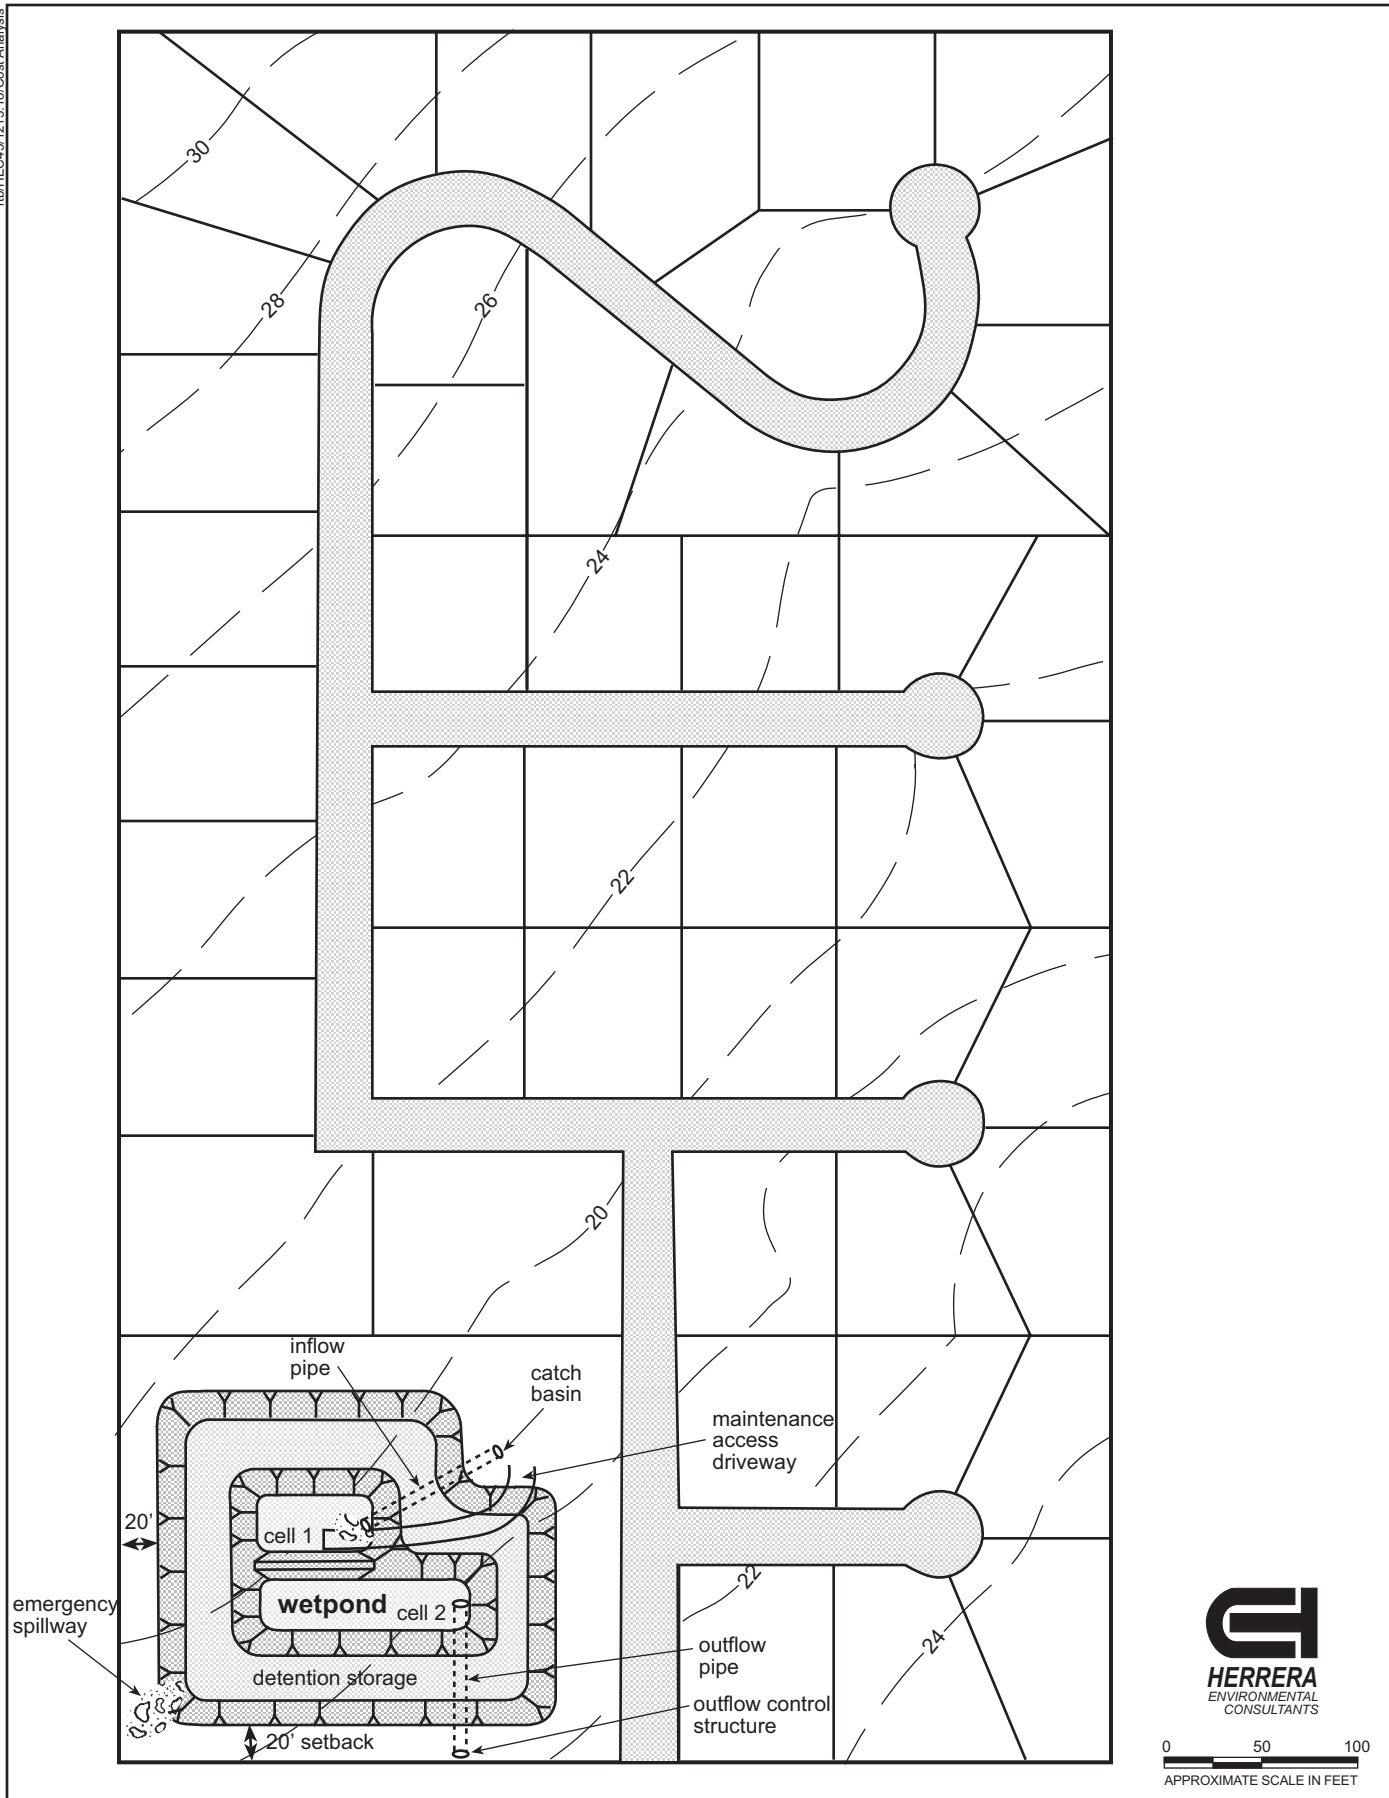 30
28
26
24
22
20
inflow
pipe
catch
basin
maintenance
access
driveway
20'
cell 1
emergency
spillway
wetpond
cell 2
22
24
outflow
pipe
detention storage
outflow control
structure
20' setback
HERRERA
ENVIRONMENTAL
CONSULTANTS
0 50 100
APPROXIMATE SCALE IN FEET